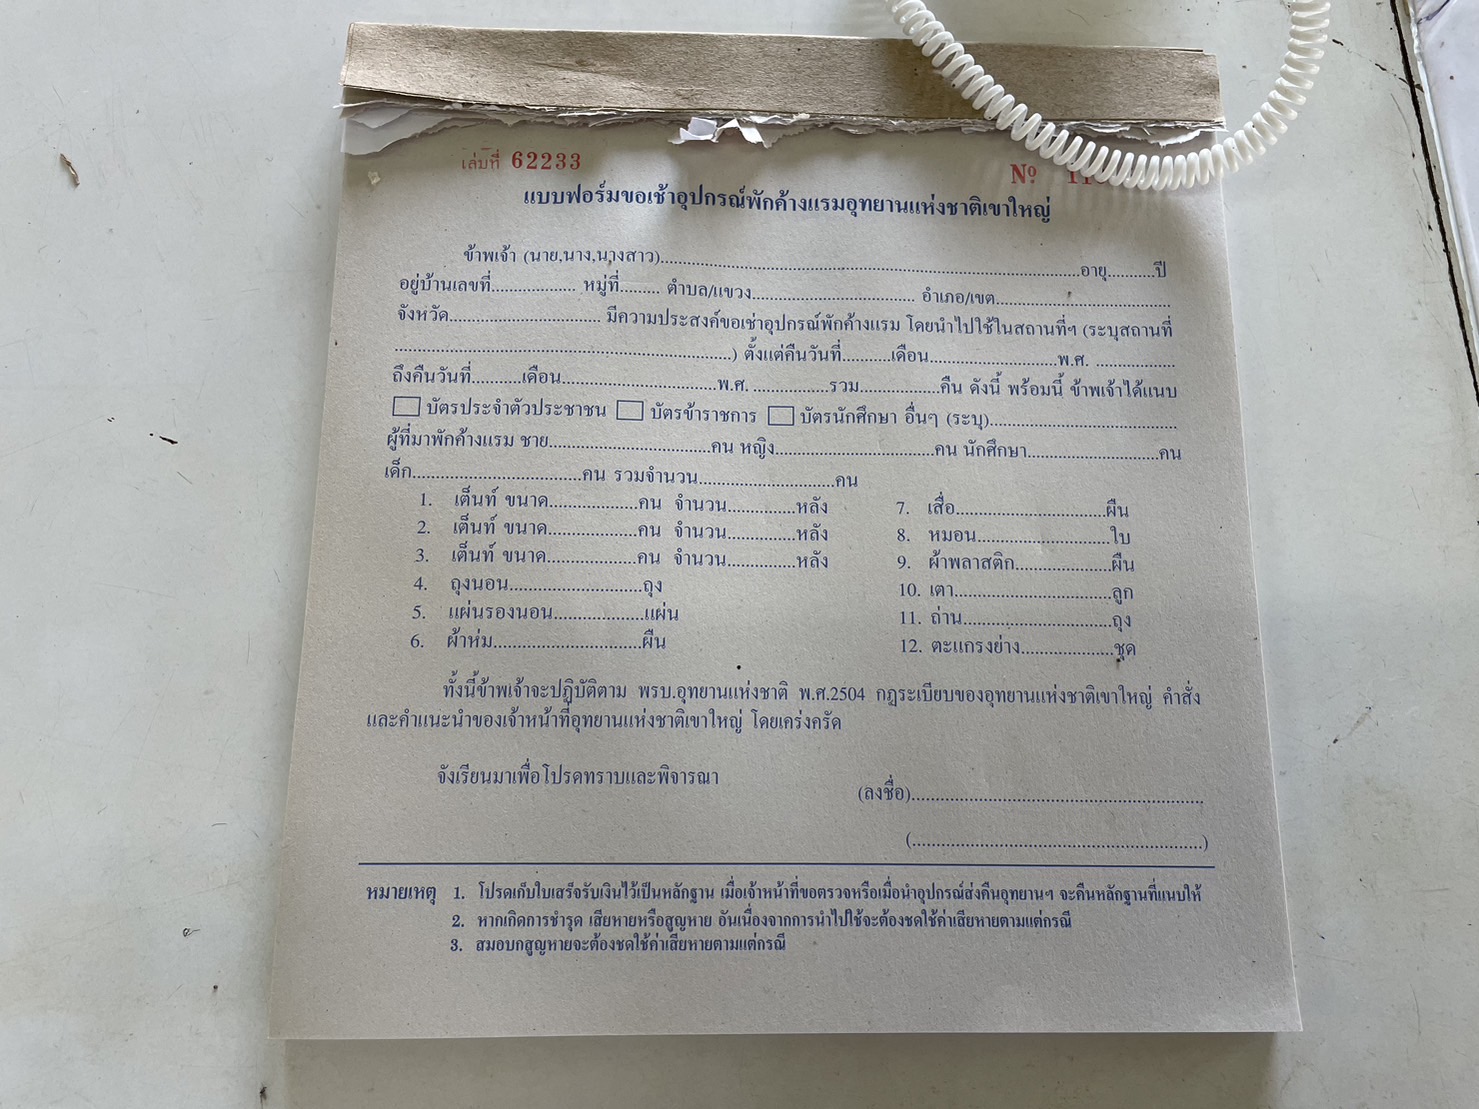 เล่มที่ 62233
Nº
แบบฟอร์มขอเช้าอุปกรณ์พักค้างแรมอุทยานแห่งชาติเขาใหญ่
ข้าพเจ้า (นาย,นาง,นางสาว)..............................อายุ..........ปี
อยู่บ้านเลขที่.................. หมู่ที่......... ตำบล/แขวง.................................. อำเภอ/เขต....................................
จังหวัด................................ มีความประสงค์ขอเช่าอุปกรณ์พักค้างแรม โดยนำไปใช้ในสถานที่ฯ (ระบุสถานที่
......................................................................) ตั้งแต่คืนวันที่..........เดือน...........................พ.ศ. .................
ถึงคืนวันที่..........เดือน................................พ.ศ. ................รวม.................คืน ดังนี้ พร้อมนี้ ข้าพเจ้าได้แนบ
☐ บัตรประจำตัวประชาชน ☐ บัตรข้าราชการ ☐ บัตรนักศึกษา อื่นๆ (ระบุ).......................................
ผู้ที่มาพักค้างแรม ชาย..................................คน หญิง.................................คน นักศึกษา...........................คน
เด็ก...................................คน รวมจำนวน............................คน
1. เต็นท์ ขนาด.................คน จำนวน..............หลัง
2. เต็นท์ ขนาด.................คน จำนวน..............หลัง
3. เต็นท์ ขนาด.................คน จำนวน..............หลัง
4. ถุงนอน............................ถุง
5. แผ่นรองนอน...................แผ่น
6. ผ้าห่ม...............................ผืน
7. เสื่อ................................ผืน
8. หมอน............................ใบ
9. ผ้าพลาสติก..........................ผืน
10. เตา.................................ลูก
11. ถ่าน...............................ถุง
12. ตะแกรงย่าง...................ชุด
ทั้งนี้ข้าพเจ้าจะปฏิบัติตาม พรบ.อุทยานแห่งชาติ พ.ศ.2504 กฎระเบียบของอุทยานแห่งชาติเขาใหญ่ คำสั่ง
และคำแนะนำของเจ้าหน้าที่อุทยานแห่งชาติเขาใหญ่ โดยเคร่งครัด
จึงเรียนมาเพื่อโปรดทราบและพิจารณา
(ลงชื่อ)..............................................................
(..............................................................)
หมายเหตุ 1. โปรดเก็บใบเสร็จรับเงินไว้เป็นหลักฐาน เมื่อเจ้าหน้าที่ขอตรวจหรือเมื่อนำอุปกรณ์ส่งคืนอุทยานฯ จะคืนหลักฐานที่แนบให้
2. หากเกิดการชำรุด เสียหายหรือสูญหาย อันเนื่องจากการนำไปใช้จะต้องชดใช้ค่าเสียหายตามแต่กรณี
3. สมอบกสูญหายจะต้องชดใช้ค่าเสียหายตามแต่กรณี